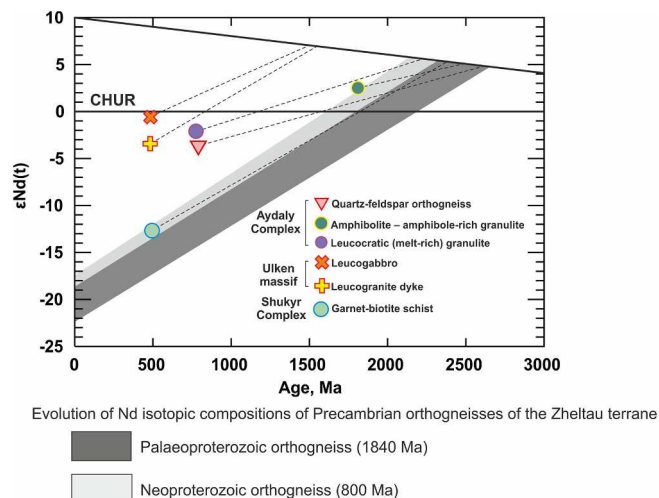 10
5
0
-5
-10
-15
-20
-25
εNd(t)
CHUR
Aydaly
Complex
Quartz-feldspar orthogneiss
Amphibolite – amphibole-rich granulite
Leucocratic (melt-rich) granulite
Ulken
massif
Leucogabbro
Leucogranite dyke
Shukyr
Complex
Garnet-biotite schist
0 500 1000 1500 2000 2500 3000
Age, Ma
Evolution of Nd isotopic compositions of Precambrian orthogneisses of the Zheltau terrane
Palaeoproterozoic orthogneiss (1840 Ma)
Neoproterozoic orthogneiss (800 Ma)